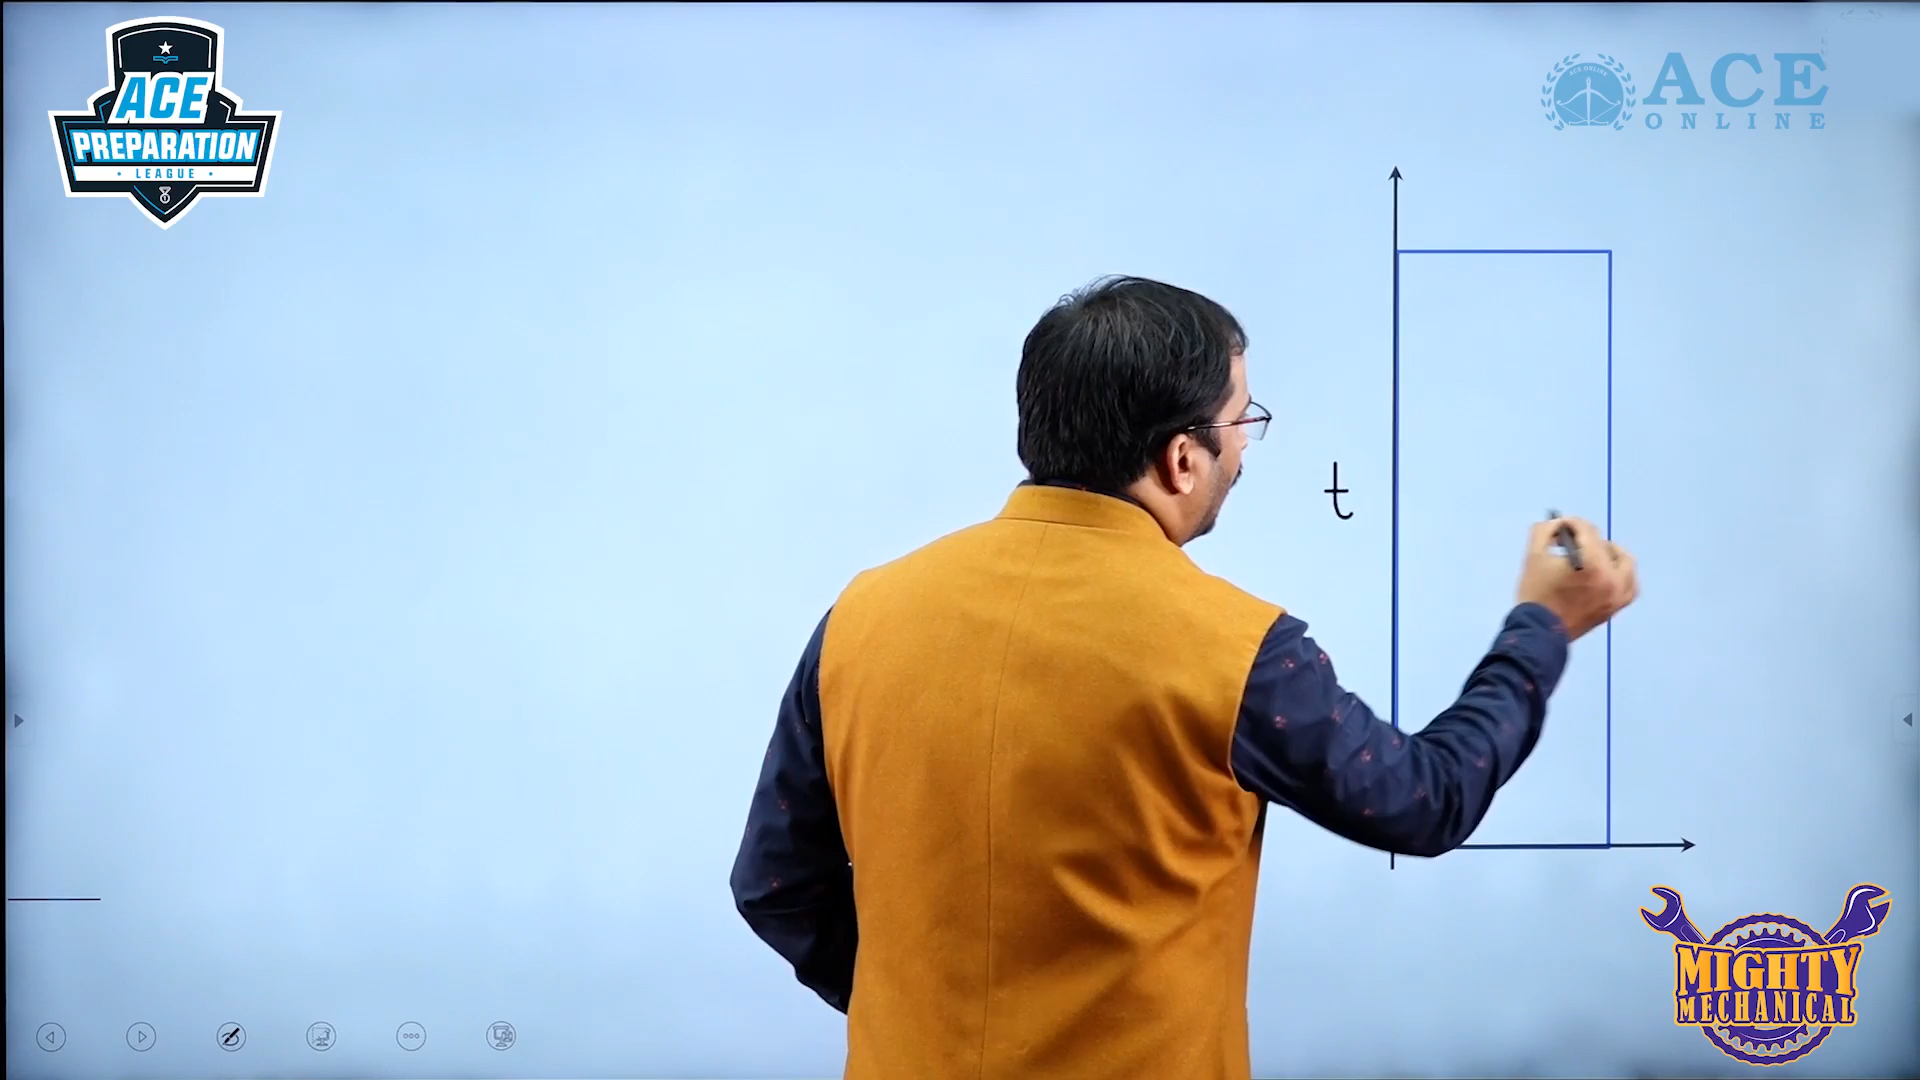 ACE
PREPARATION
LEAGUE
ACE
ONLINE
t
MIGHTY
MECHANICAL